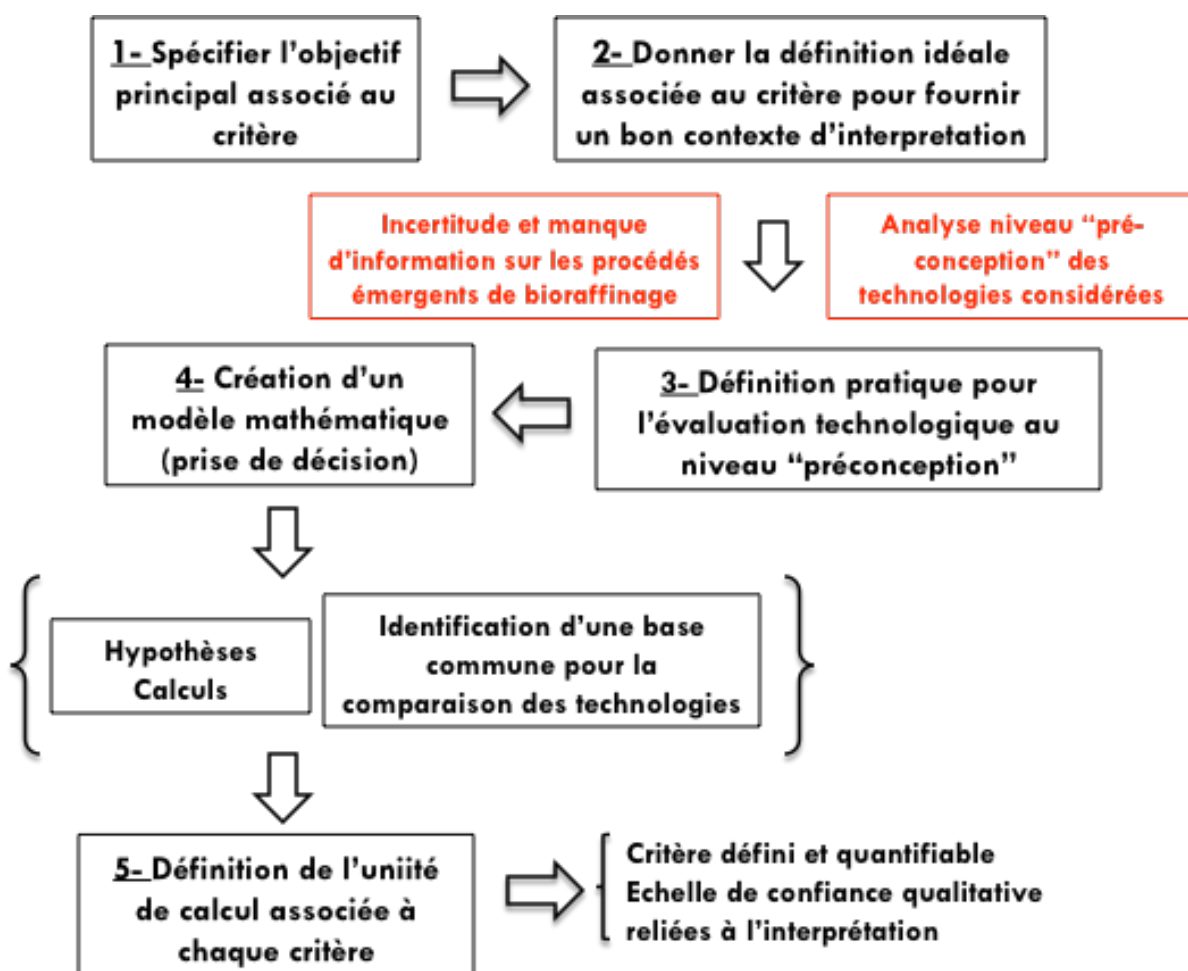 1- Spécifier l’objectif
principal associé au
critère
2- Donner la définition idéale
associée au critère pour fournir
un bon contexte d’interpretation
Incertitude et manque
d’information sur les procédés
émergents de bioraffinage
Analyse niveau “pré-
conception” des
technologies considérées
4- Création d’un
modèle mathématique
(prise de décision)
3- Définition pratique pour
l’évaluation technologique au
niveau “préconception”
Hypothèses
Calculs
Identification d’une base
commune pour la
comparaison des technologies
5- Définition de l’uniité
de calcul associée à
chaque critère
Critère défini et quantifiable
Echelle de confiance qualitative
reliées à l’interprétation